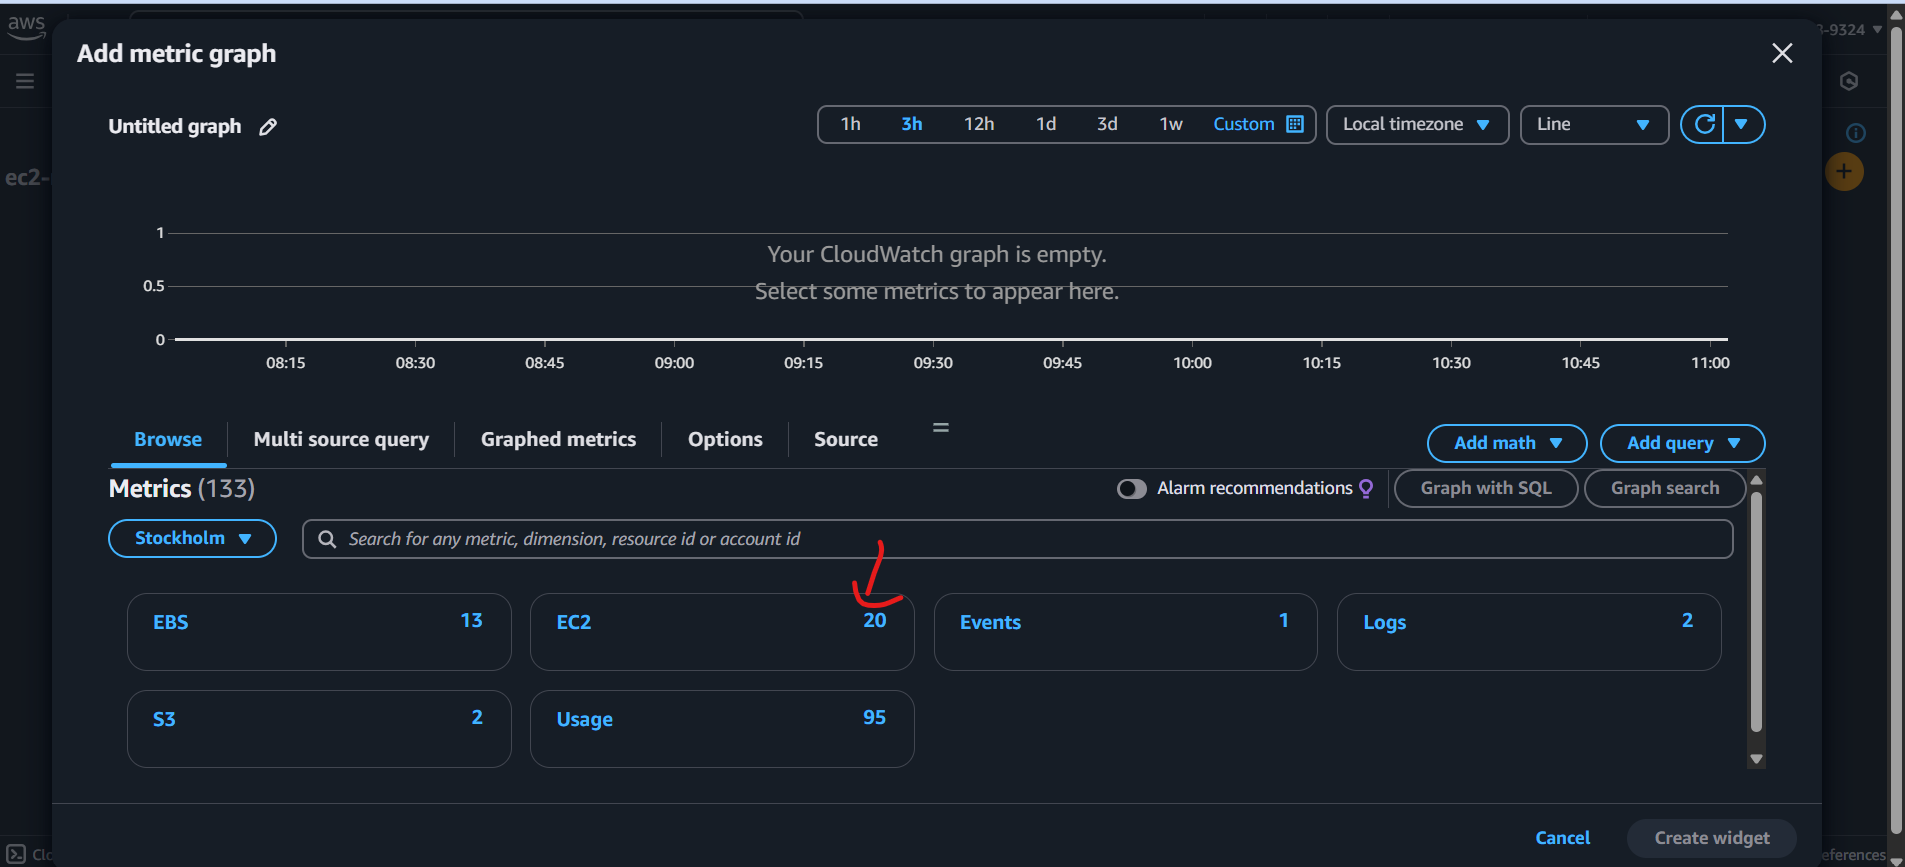 aws
Add metric graph
3-9324
Untitled graph
1h 3h 12h 1d 3d 1w Custom Local timezone Line
ec2-
1
Your CloudWatch graph is empty.
0.5
Select some metrics to appear here.
0
08:15 08:30 08:45 09:00 09:15 09:30 09:45 10:00 10:15 10:30 10:45 11:00
Browse Multi source query Graphed metrics Options Source
Add math Add query
Metrics (133)
Alarm recommendations Graph with SQL Graph search
Stockholm Search for any metric, dimension, resource id or account id
EBS 13 EC2 20 Events 1 Logs 2
S3 2 Usage 95
Cancel Create widget
Clo eferences